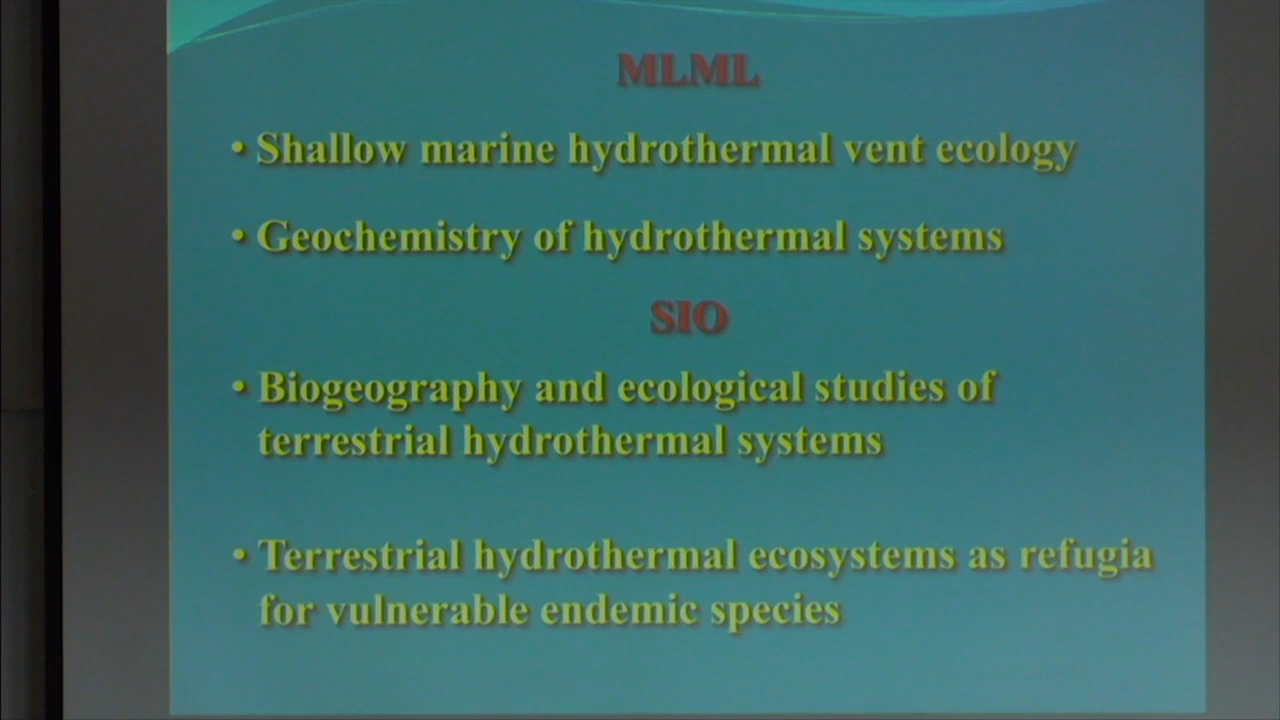 MLML
• Shallow marine hydrothermal vent ecology
• Geochemistry of hydrothermal systems
SIO
• Biogeography and ecological studies of
terrestrial hydrothermal systems
• Terrestrial hydrothermal ecosystems as refugia
for vulnerable endemic species